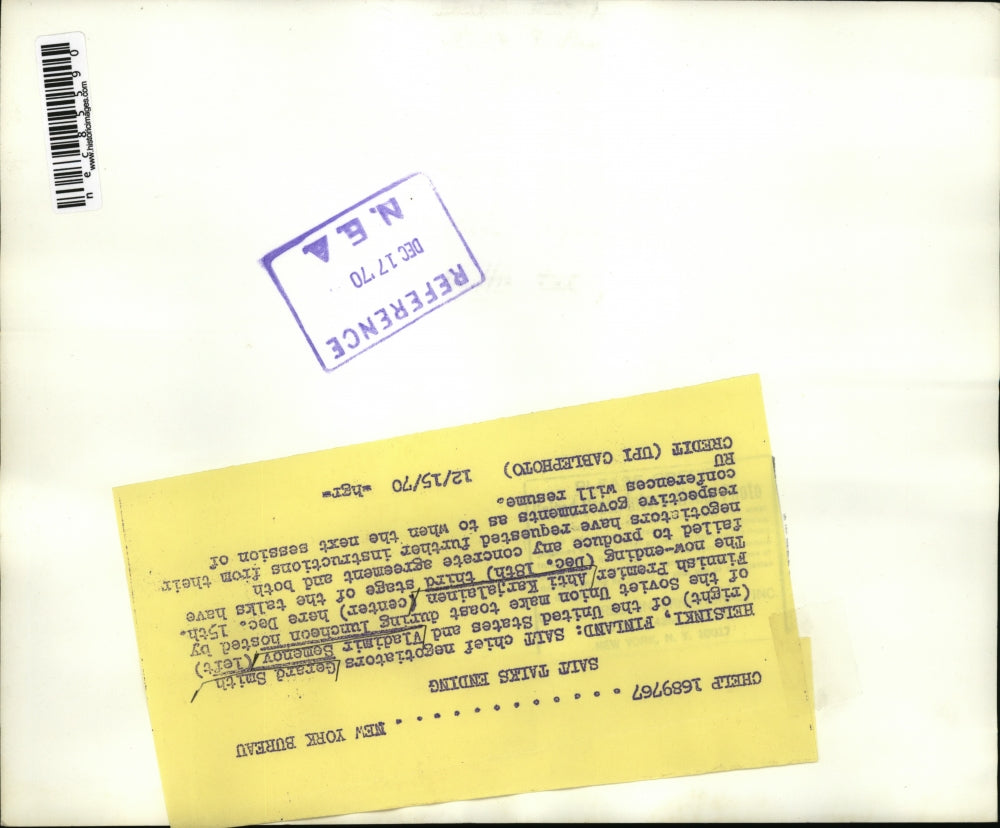 CHELP 1689767 . . . . . . . . . . . . . . NEW YORK BUREAU
SALT TALKS ENDING
HELSINKI, FINLAND: SALT chief negotiators Gerard Smith
(right) of the United States and Vladimir Semenov (left)
of the Soviet Union make toast during luncheon hosted by
Finnish Premier Ahti Karjalainen (center) here Dec. 15th.
The now-ending (Dec. 18th) third stage of the talks have
failed to produce any concrete agreement and both
negotiators have requested further instructions from their
respective governments as to when the next session of
conferences will resume.
RU
CREDIT (UPI CABLEPHOTO) 12/15/70 =hgr=
REFERENCE
DEC 17 '70
N.E.A.
neC85590
www.historicimages.com